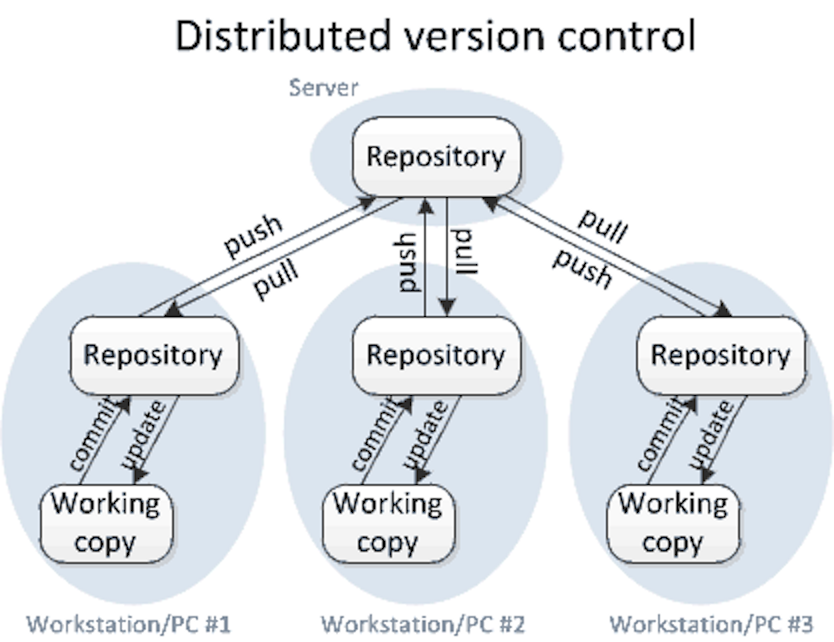 Distributed version control
Server
Repository
push
pull
push
pull
pull
push
Repository
Repository
Repository
commit
update
commit
update
commit
update
Working
copy
Working
copy
Working
copy
Workstation/PC #1
Workstation/PC #2
Workstation/PC #3